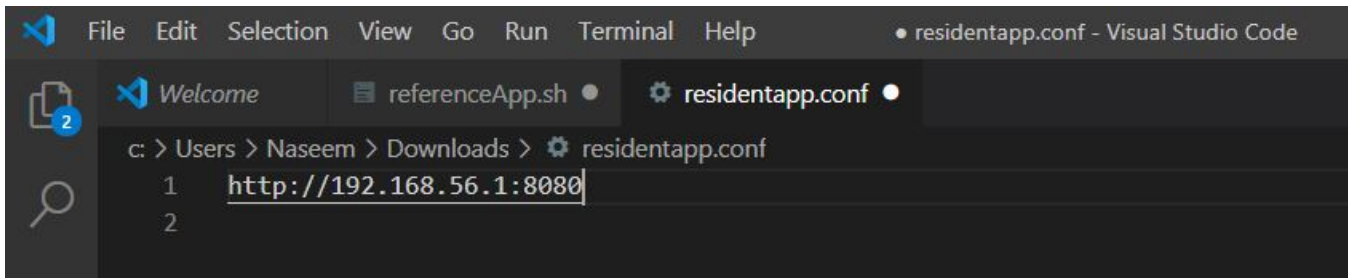 File Edit Selection View Go Run Terminal Help ● residentapp.conf - Visual Studio Code
Welcome referenceApp.sh ● residentapp.conf ●
2
c: > Users > Naseem > Downloads > residentapp.conf
1 http://192.168.56.1:8080
2